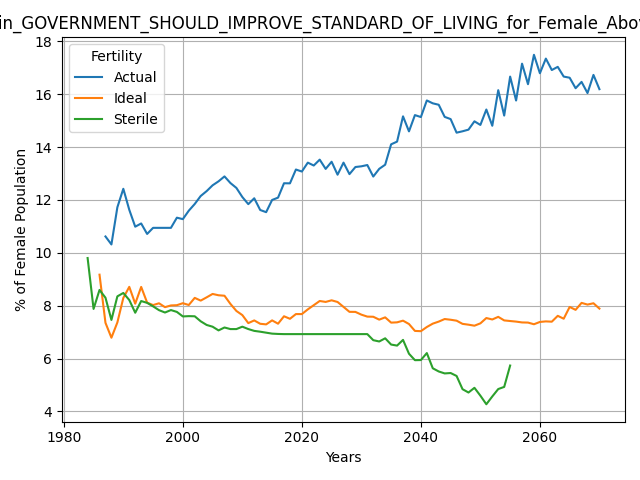 in_GOVERNMENT_SHOULD_IMPROVE_STANDARD_OF_LIVING_for_Female_Abo
Fertility
Actual
Ideal
Sterile
% of Female Population
18
16
14
12
10
8
6
4
1980 2000 2020 2040 2060
Years